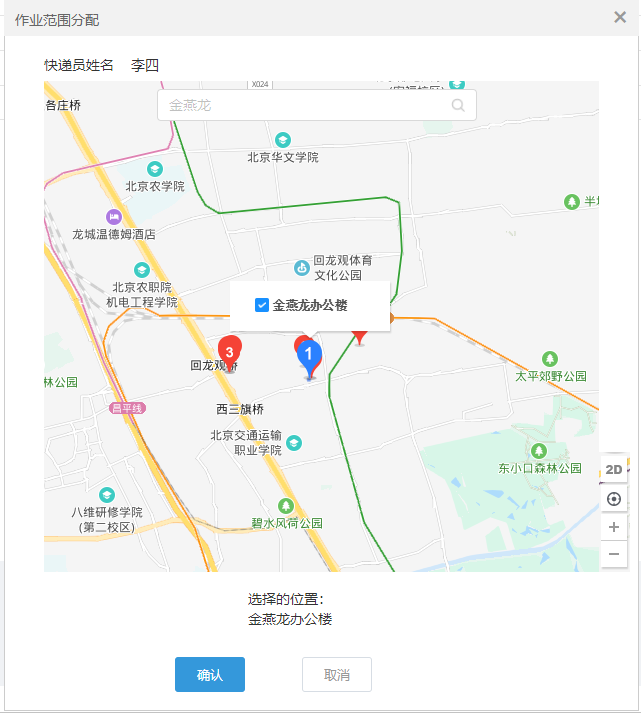 作业范围分配
快递员姓名 李四
X024
各庄桥
金燕龙
北京华文学院
北京农学院
龙城温德姆酒店
回龙观体育
文化公园
北京农职院
机电工程学院
金燕龙办公楼
3
1
回龙观桥
林公园
昌平线
西三旗桥
太平郊野公园
北京交通运输
职业学院
东小口森林公园
2D
八维研修学院
(第二校区)
碧水风荷公园
选择的位置：
金燕龙办公楼
确认
取消